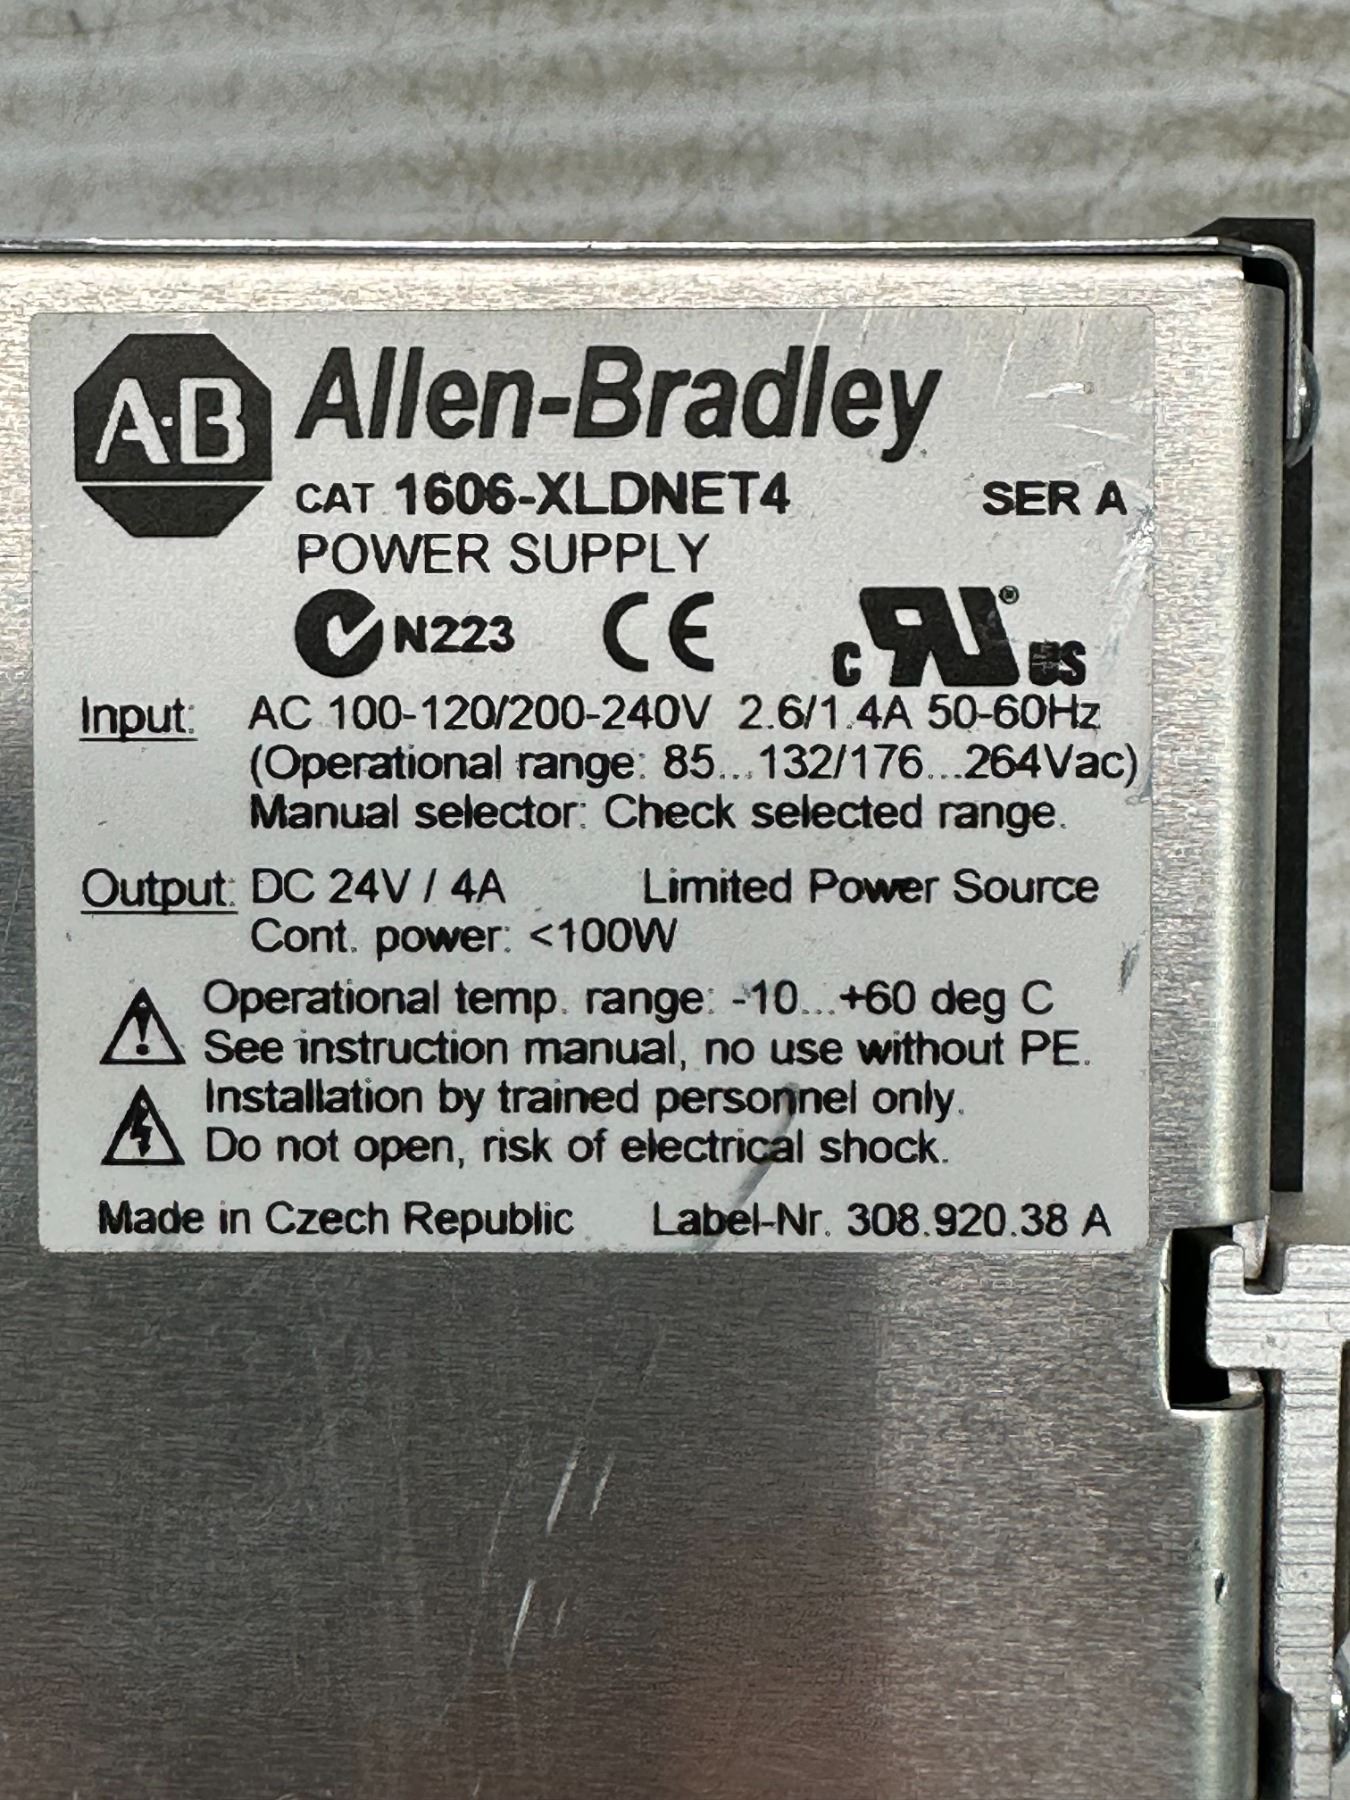 A·B Allen-Bradley
CAT 1606-XLDNET4 SER A
POWER SUPPLY
N223 CE c RU ® US
Input: AC 100-120/200-240V 2.6/1.4A 50-60Hz
(Operational range: 85...132/176...264Vac)
Manual selector: Check selected range.
Output: DC 24V / 4A Limited Power Source
Cont. power: <100W
Operational temp. range: -10...+60 deg C
See instruction manual, no use without PE.
Installation by trained personnel only.
Do not open, risk of electrical shock.
Made in Czech Republic Label-Nr. 308.920.38 A